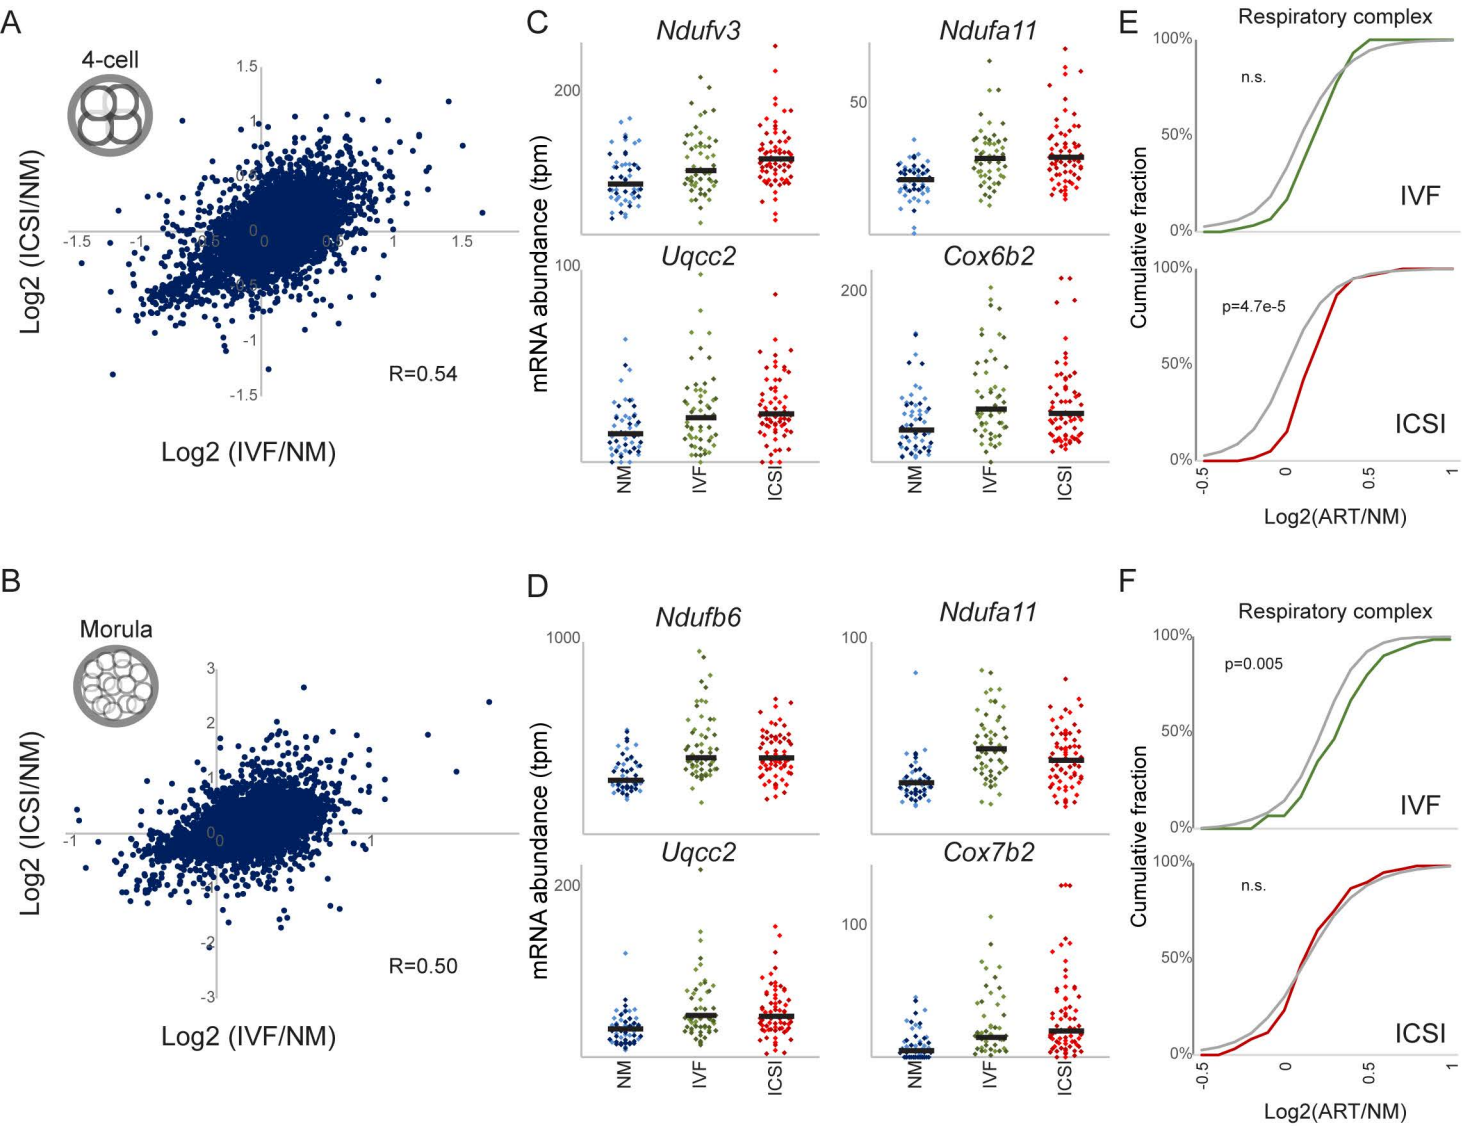 A
4-cell
1.5
1
0.5
0
-1.5
-1
0.5
0
0.5
1
1.5
-0.5
-1
-1.5
Log2 (ICSI/NM)
R=0.54
Log2 (IVF/NM)
B
Morula
3
2
1
0
-1
0
1
-1
-2
-3
Log2 (ICSI/NM)
R=0.50
Log2 (IVF/NM)
C
Ndufv3
Ndufa11
200
50
Uqcc2
Cox6b2
100
200
mRNA abundance (tpm)
NM
IVF
ICSI
NM
IVF
ICSI
D
Ndufb6
Ndufa11
1000
100
Uqcc2
Cox7b2
200
100
mRNA abundance (tpm)
NM
IVF
ICSI
NM
IVF
ICSI
E
Respiratory complex
100%
n.s.
50%
IVF
0%
Cumulative fraction
100%
p=4.7e-5
50%
ICSI
0%
-0.5
0
0.5
1
Log2(ART/NM)
F
Respiratory complex
100%
p=0.005
50%
IVF
0%
Cumulative fraction
100%
n.s.
50%
ICSI
0%
-0.5
0
0.5
1
Log2(ART/NM)